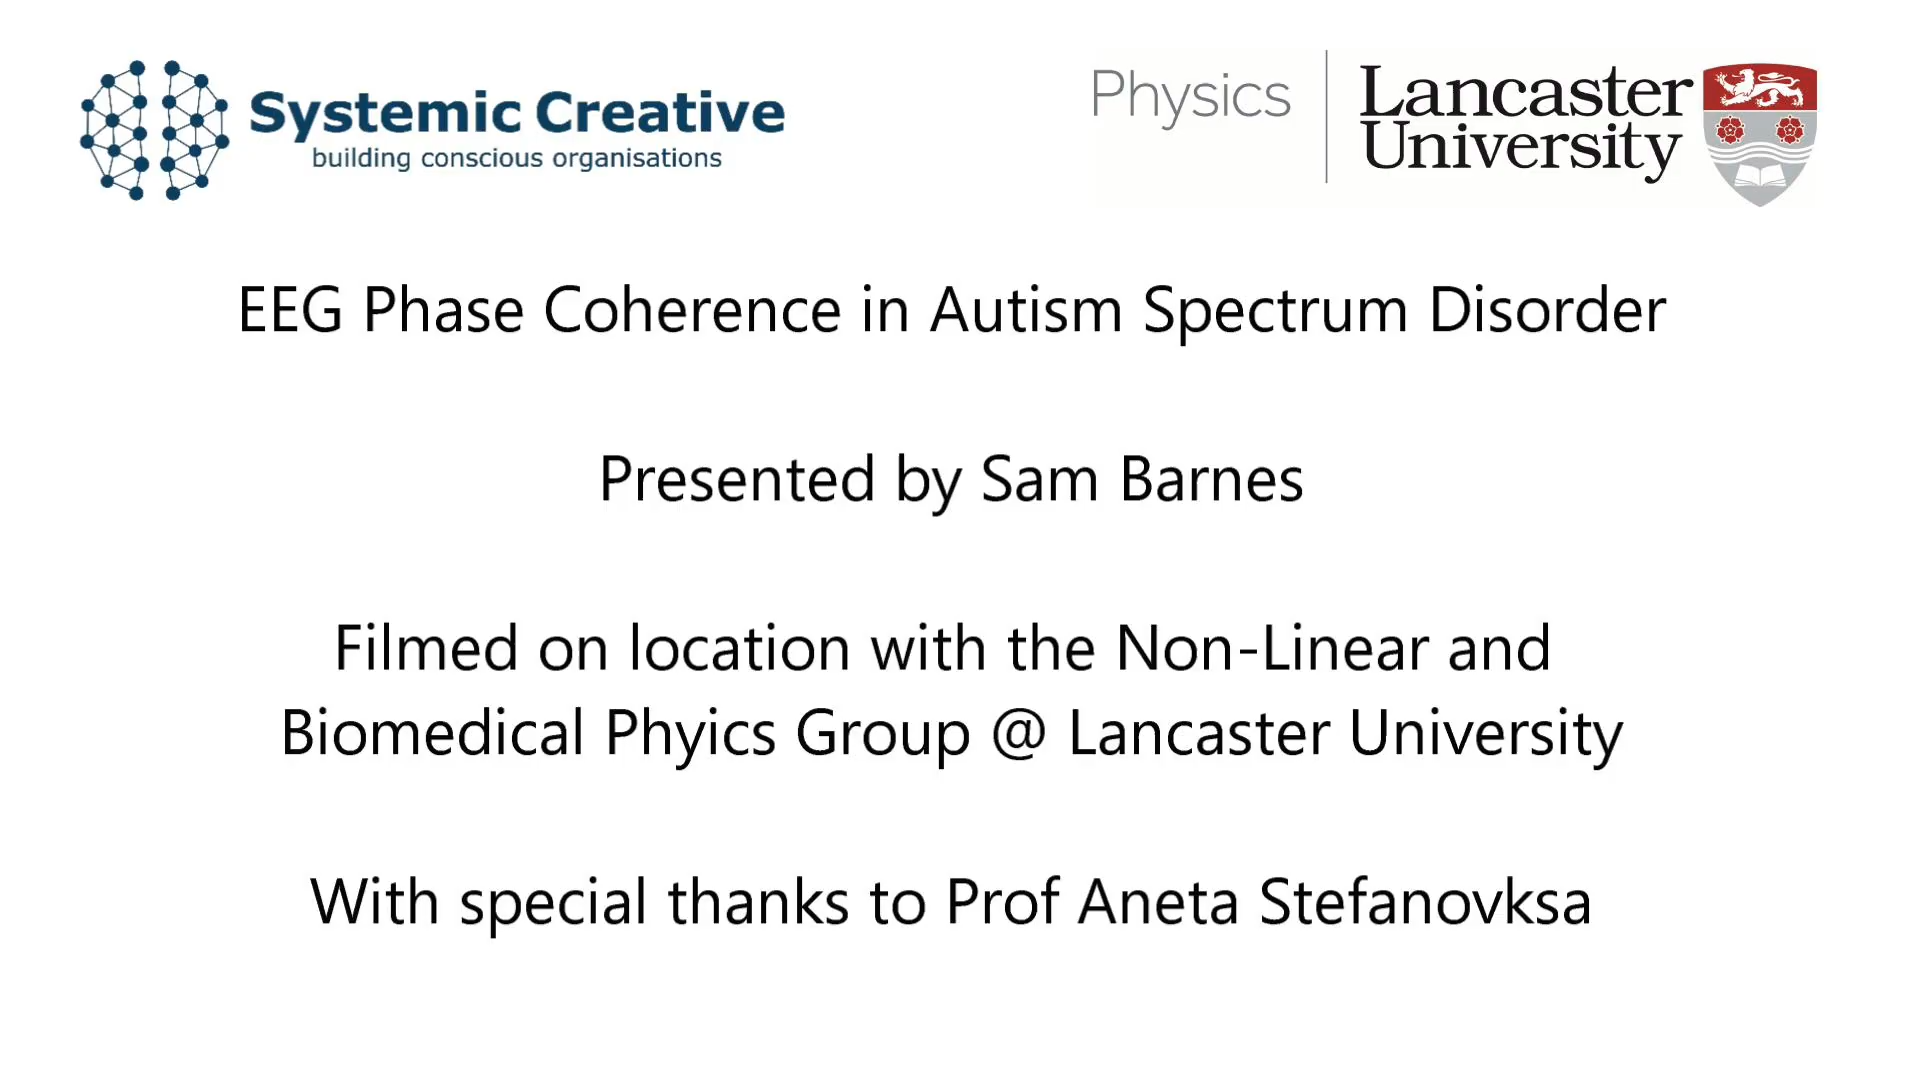 Systemic Creative
building conscious organisations
Physics
Lancaster
University
EEG Phase Coherence in Autism Spectrum Disorder
Presented by Sam Barnes
Filmed on location with the Non-Linear and
Biomedical Phyics Group @ Lancaster University
With special thanks to Prof Aneta Stefanovksa